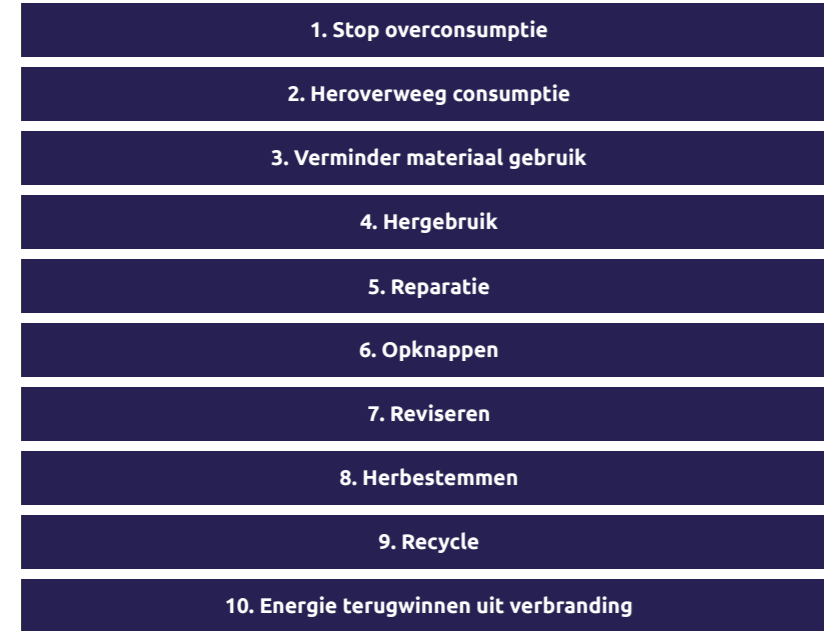 1. Stop overconsumptie
2. Heroverweeg consumptie
3. Verminder materiaal gebruik
4. Hergebruik
5. Reparatie
6. Opknappen
7. Reviseren
8. Herbestemmen
9. Recycle
10. Energie terugwinnen uit verbranding